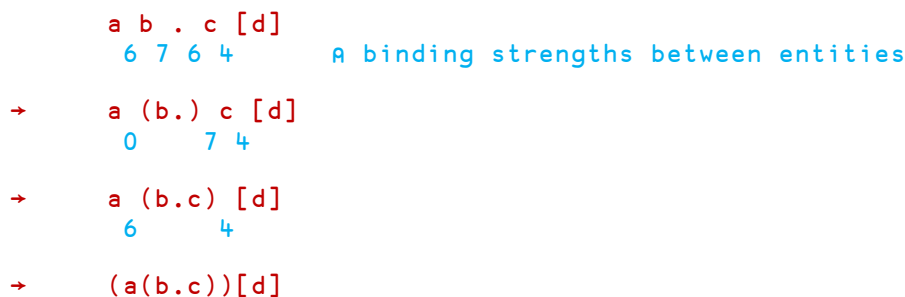 a b . c [d]
6 7 6 4 A binding strengths between entities
→ a (b.) c [d]
0 7 4
→ a (b.c) [d]
6 4
→ (a(b.c))[d]